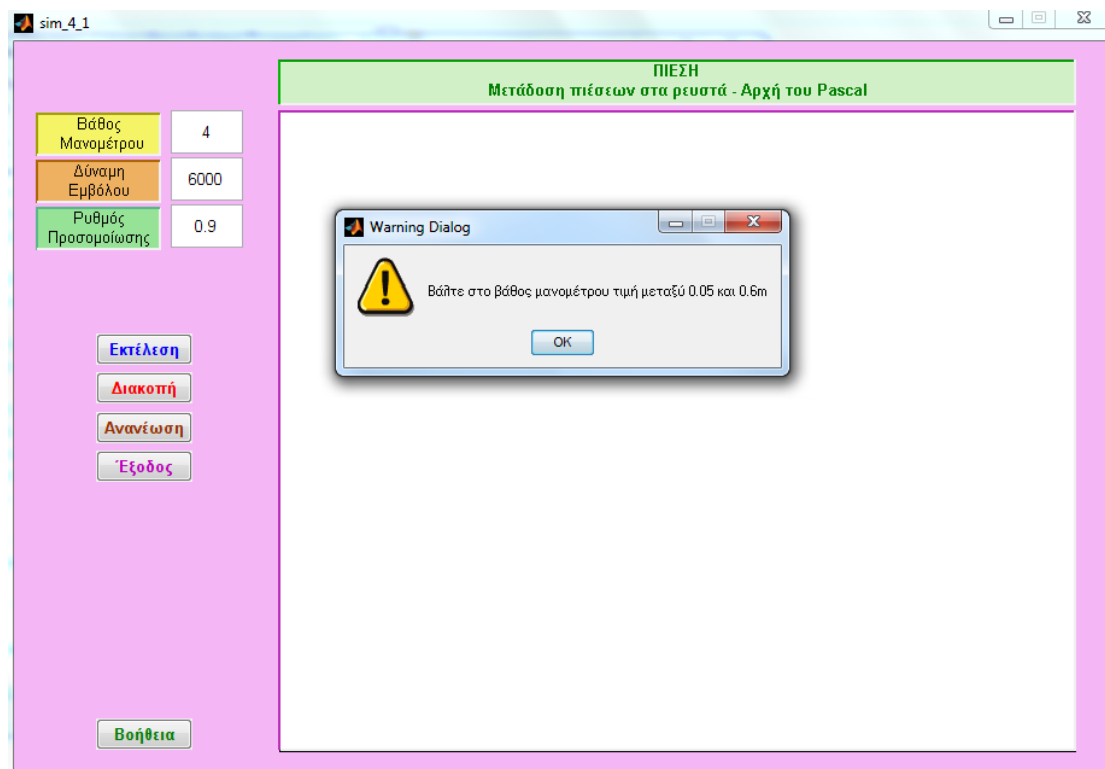 sim_4_1
ΠΙΕΣΗ
Μετάδοση πιέσεων στα ρευστά - Αρχή του Pascal
Βάθος
Μανομέτρου
4
Δύναμη
Εμβόλου
6000
Ρυθμός
Προσομοίωσης
0.9
Warning Dialog
Βάλτε στο βάθος μανομέτρου τιμή μεταξύ 0.05 και 0.6m
OK
Εκτέλεση
Διακοπή
Ανανέωση
Έξοδος
Βοήθεια